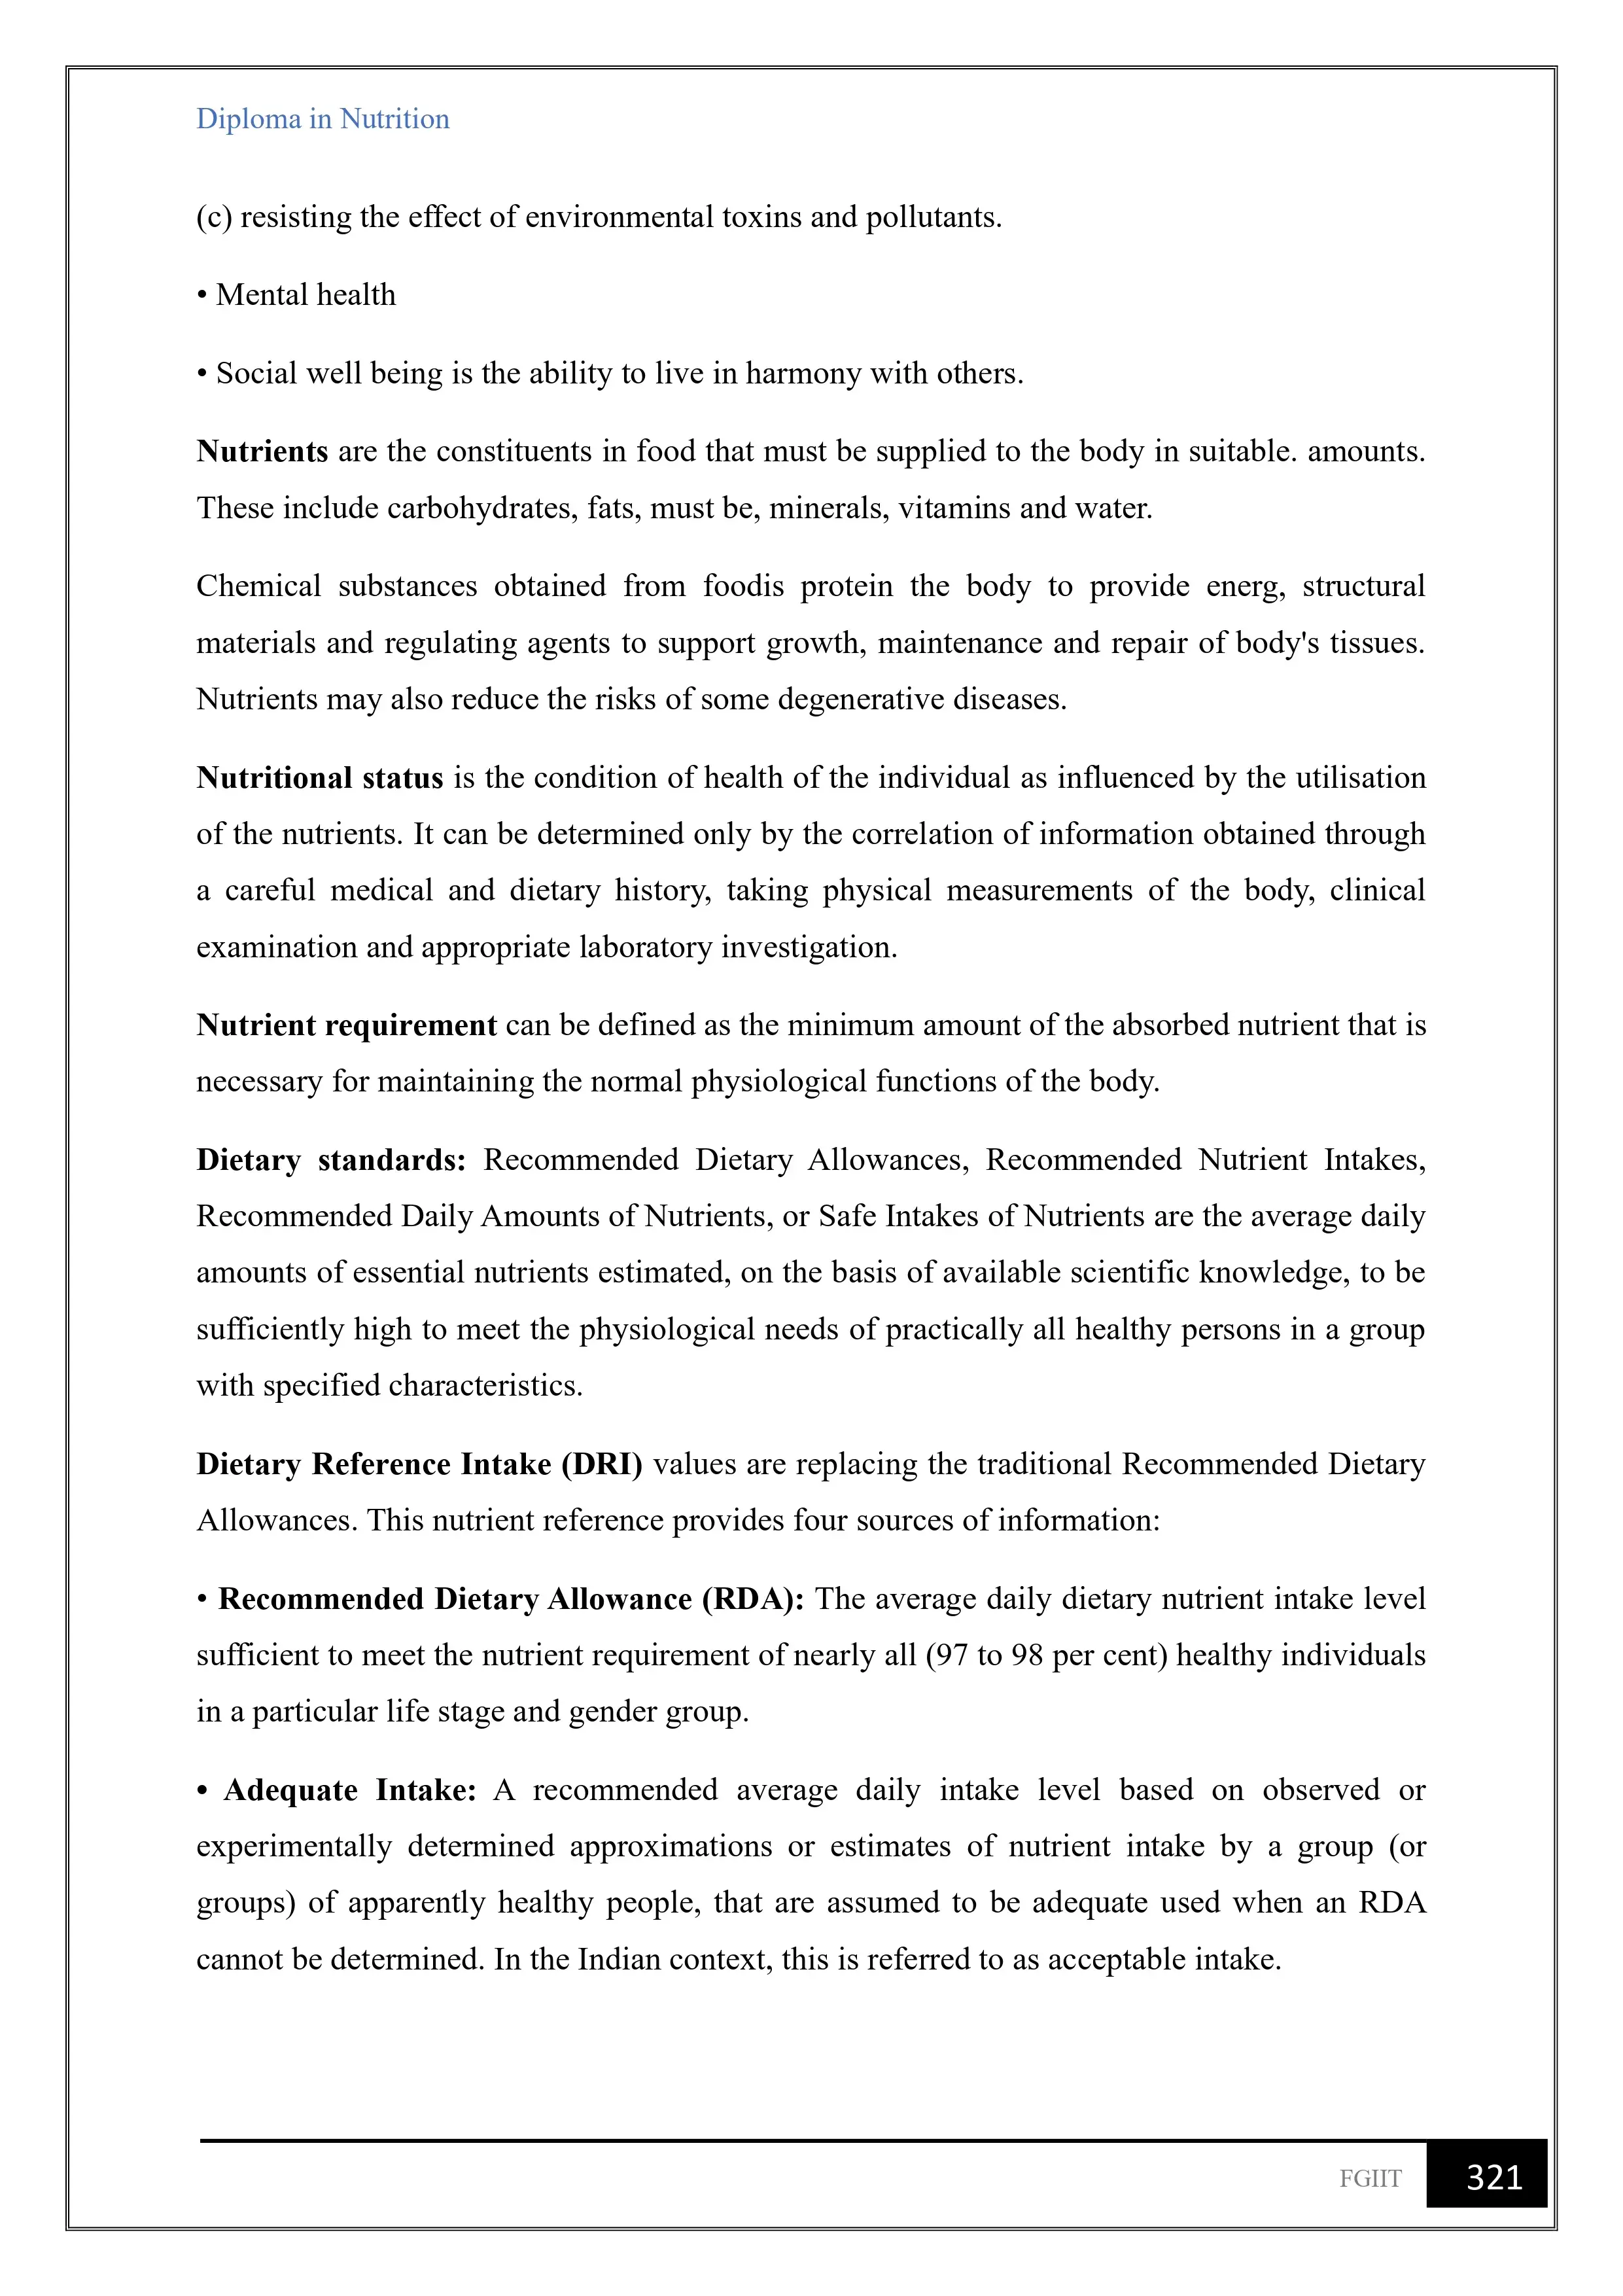 Diploma in Nutrition
(c) resisting the effect of environmental toxins and pollutants.
• Mental health
• Social well being is the ability to live in harmony with others.
Nutrients are the constituents in food that must be supplied to the body in suitable. amounts.
These include carbohydrates, fats, must be, minerals, vitamins and water.
Chemical substances obtained from foodis protein the body to provide energ, structural
materials and regulating agents to support growth, maintenance and repair of body's tissues.
Nutrients may also reduce the risks of some degenerative diseases.
Nutritional status is the condition of health of the individual as influenced by the utilisation
of the nutrients. It can be determined only by the correlation of information obtained through
a careful medical and dietary history, taking physical measurements of the body, clinical
examination and appropriate laboratory investigation.
Nutrient requirement can be defined as the minimum amount of the absorbed nutrient that is
necessary for maintaining the normal physiological functions of the body.
Dietary standards: Recommended Dietary Allowances, Recommended Nutrient Intakes,
Recommended Daily Amounts of Nutrients, or Safe Intakes of Nutrients are the average daily
amounts of essential nutrients estimated, on the basis of available scientific knowledge, to be
sufficiently high to meet the physiological needs of practically all healthy persons in a group
with specified characteristics.
Dietary Reference Intake (DRI) values are replacing the traditional Recommended Dietary
Allowances. This nutrient reference provides four sources of information:
• Recommended Dietary Allowance (RDA): The average daily dietary nutrient intake level
sufficient to meet the nutrient requirement of nearly all (97 to 98 per cent) healthy individuals
in a particular life stage and gender group.
• Adequate Intake: A recommended average daily intake level based on observed or
experimentally determined approximations or estimates of nutrient intake by a group (or
groups) of apparently healthy people, that are assumed to be adequate used when an RDA
cannot be determined. In the Indian context, this is referred to as acceptable intake.
FGIIT 321